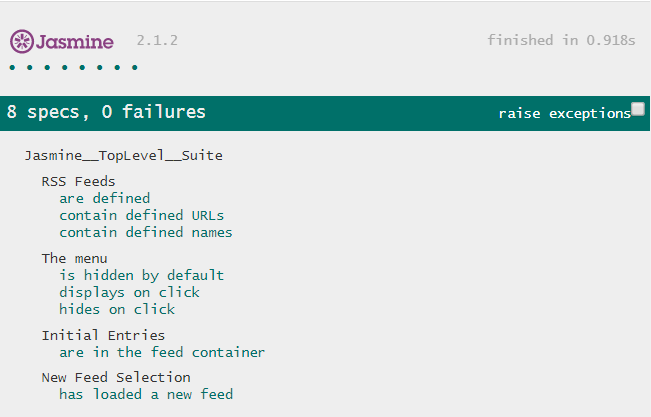 Jasmine 2.1.2 finished in 0.918s
• • • • • • • •
8 specs, 0 failures raise exceptions
Jasmine__TopLevel__Suite
RSS Feeds
are defined
contain defined URLs
contain defined names
The menu
is hidden by default
displays on click
hides on click
Initial Entries
are in the feed container
New Feed Selection
has loaded a new feed